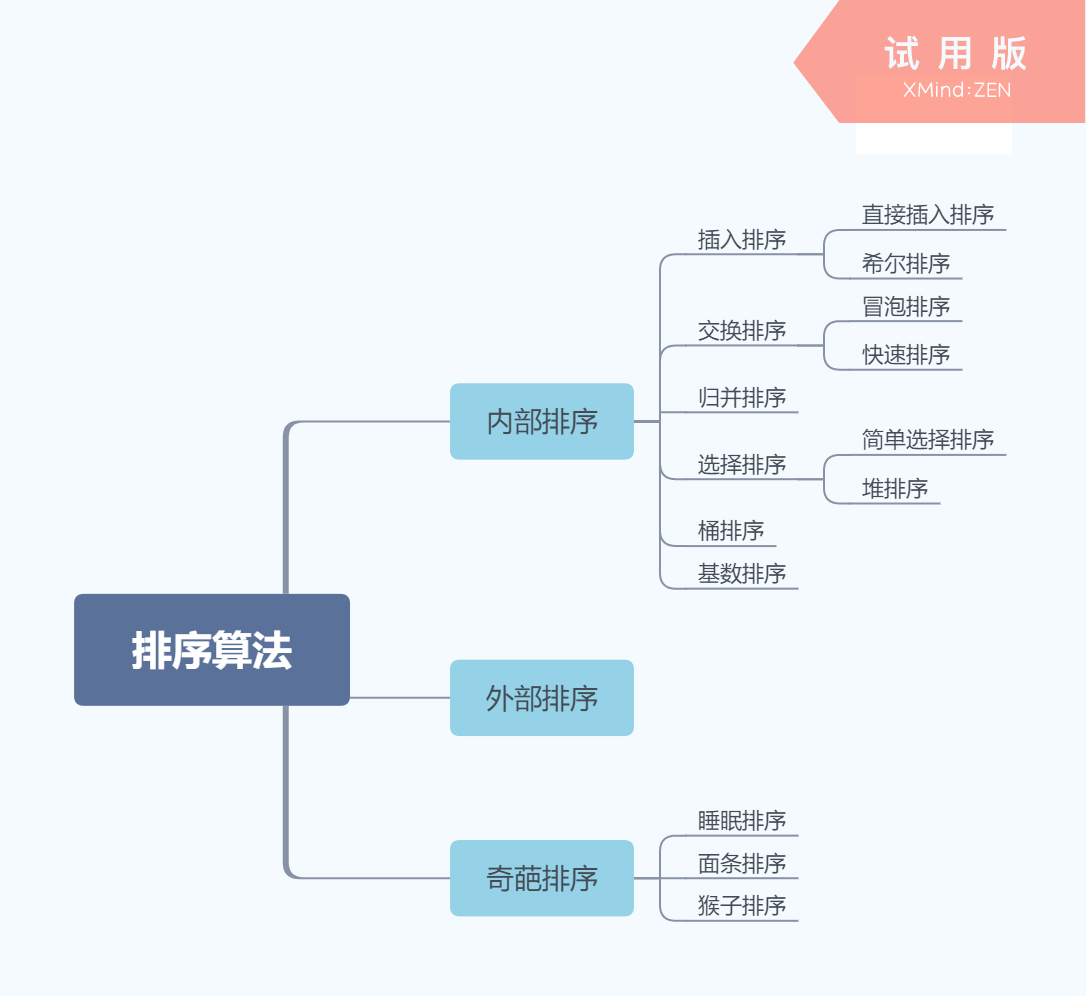 试用版
XMind:ZEN
直接插入排序
插入排序
希尔排序
冒泡排序
交换排序
快速排序
归并排序
内部排序
简单选择排序
选择排序
堆排序
桶排序
基数排序
排序算法
外部排序
睡眠排序
面条排序
奇葩排序
猴子排序